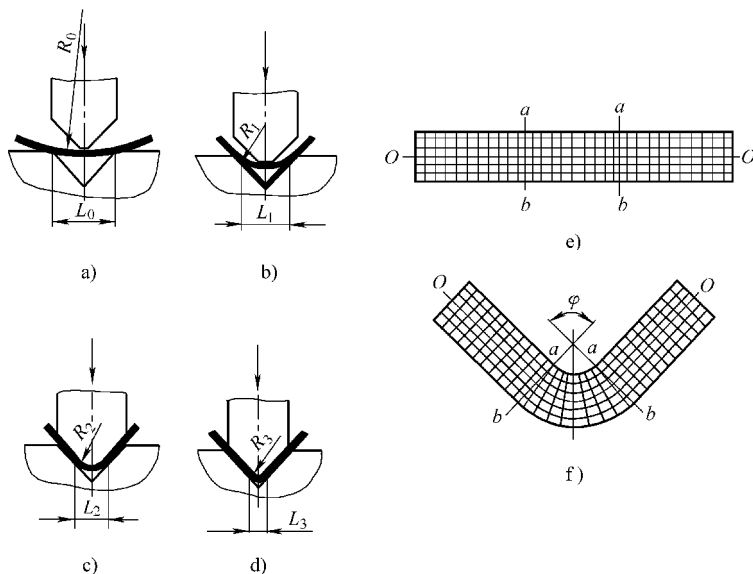 R₀
L₀
a)
R₁
L₁
b)
R₂
L₂
c)
R₃
L₃
d)
a a
O O
b b
e)
O φ O
a a
b b
f)